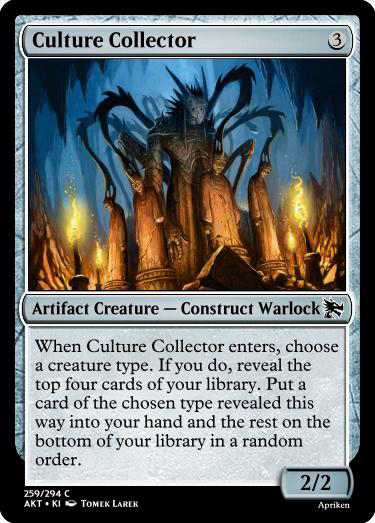 Culture Collector 3
Artifact Creature — Construct Warlock
When Culture Collector enters, choose
a creature type. If you do, reveal the
top four cards of your library. Put a
card of the chosen type revealed this
way into your hand and the rest on the
bottom of your library in a random
order.
2/2
259/294 C
AKT • KI Tomek Larek
Apriken